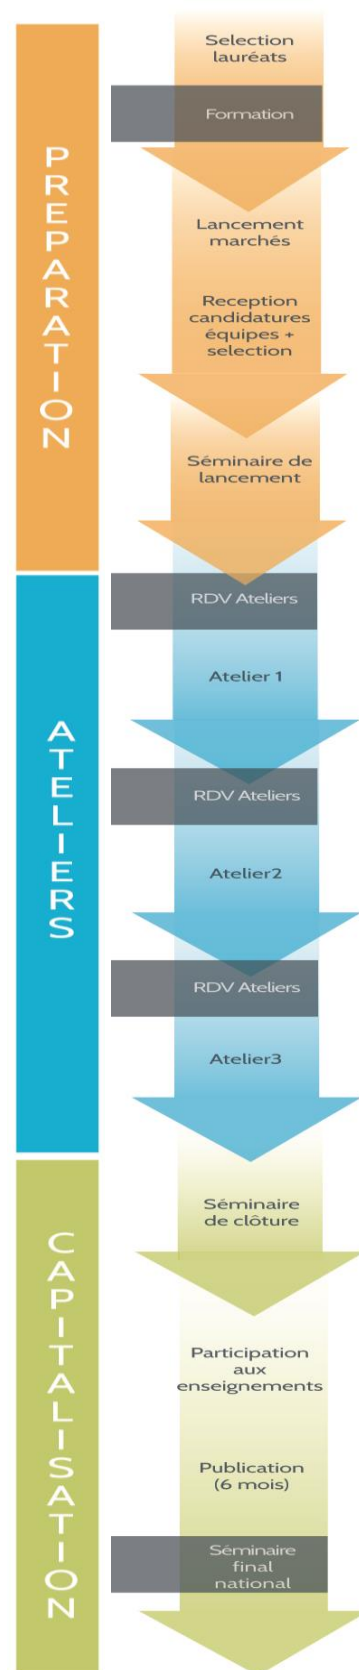 PREPARATION
Selection
lauréats
Formation
Lancement
marchés
Reception
candidatures
équipes +
selection
Séminaire de
lancement
ATELIERS
RDV Ateliers
Atelier 1
RDV Ateliers
Atelier2
RDV Ateliers
Atelier3
CAPITALISATION
Séminaire
de clôture
Participation
aux
enseignements
Publication
(6 mois)
Séminaire
final
national